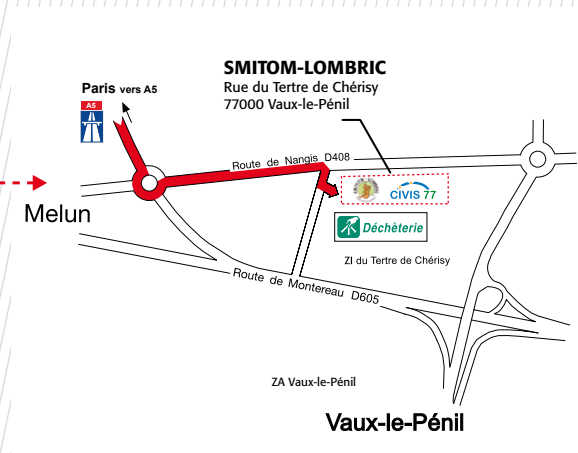 SMITOM-LOMBRIC
Rue du Tertre de Chérisy
77000 Vaux-le-Pénil
Paris vers A5
A5
Route de Nangis D408
Melun
CIVIS 77
Déchèterie
ZI du Tertre de Chérisy
Route de Montereau D605
ZA Vaux-le-Pénil
Vaux-le-Pénil